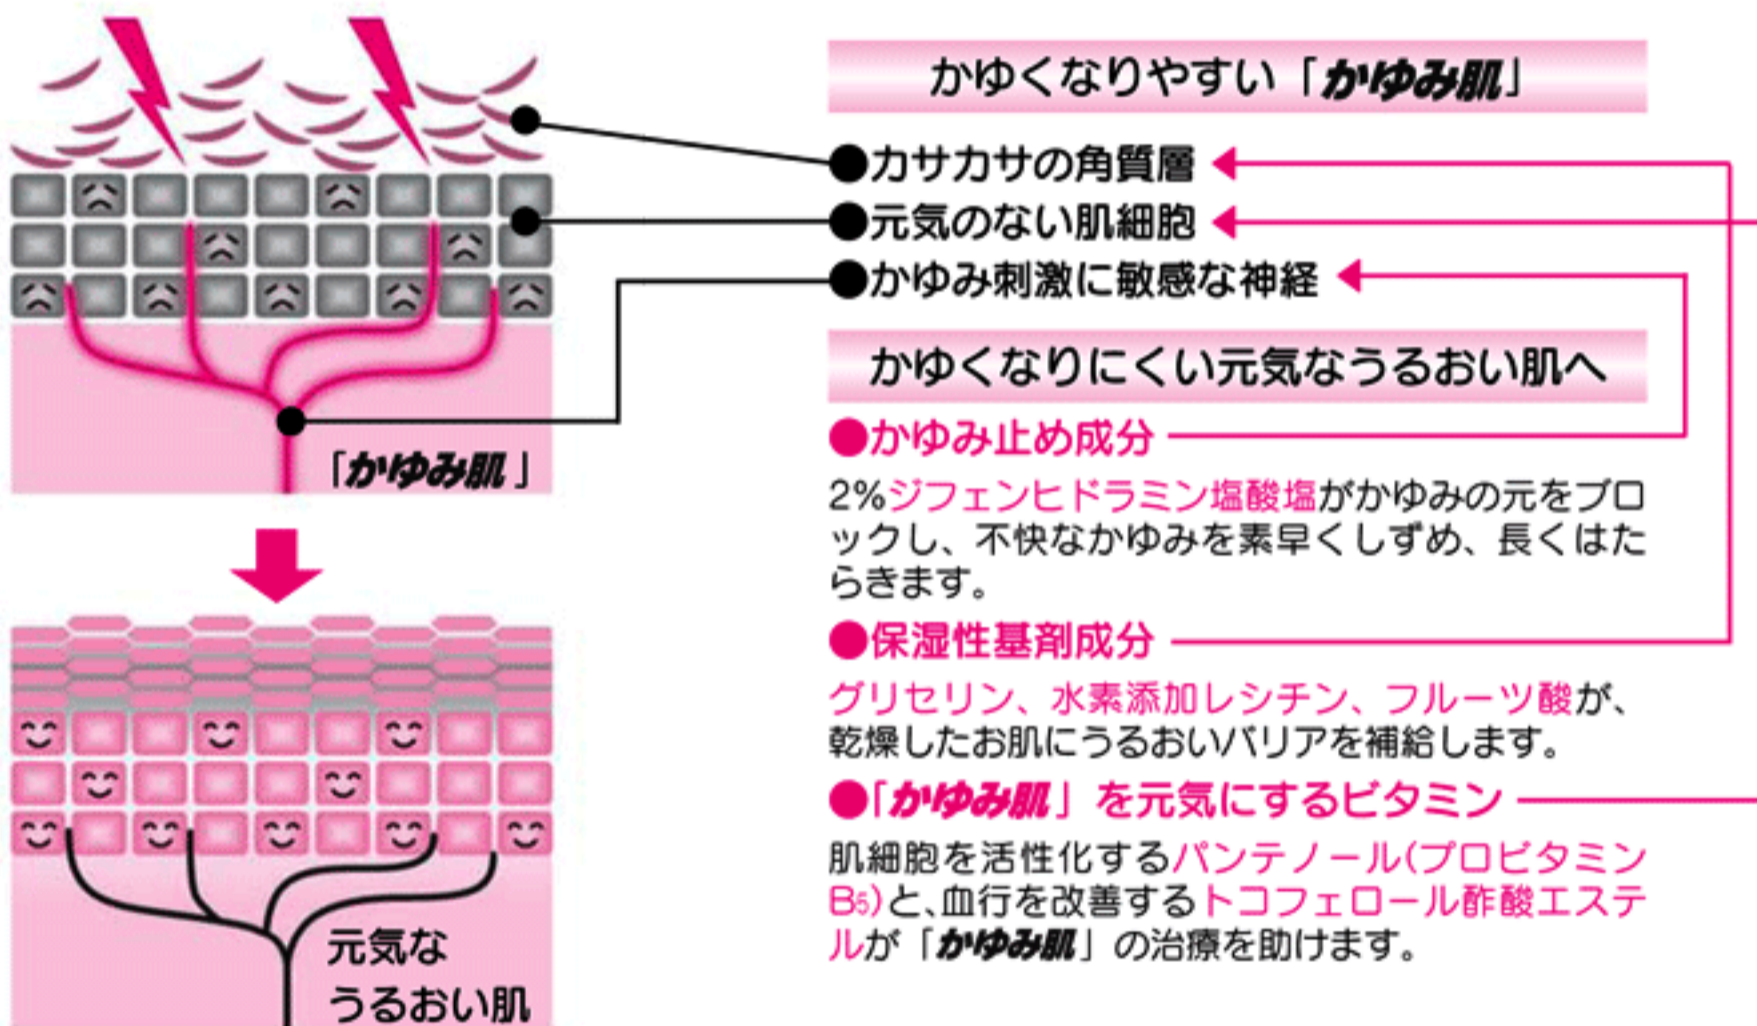 かゆくなりやすい「かゆみ肌」
●カサカサの角質層
●元気のない肌細胞
●かゆみ刺激に敏感な神経
「かゆみ肌」
かゆくなりにくい元気なうるおい肌へ
●かゆみ止め成分
2%ジフェンヒドラミン塩酸塩がかゆみの元をブロ
ックし、不快なかゆみを素早くしずめ、長くはた
らきます。
●保湿性基剤成分
グリセリン、水素添加レシチン、フルーツ酸が、
乾燥したお肌にうるおいバリアを補給します。
●「かゆみ肌」を元気にするビタミン
肌細胞を活性化するパンテノール(プロビタミン
B5)と、血行を改善するトコフェロール酢酸エステ
ルが「かゆみ肌」の治療を助けます。
元気な
うるおい肌